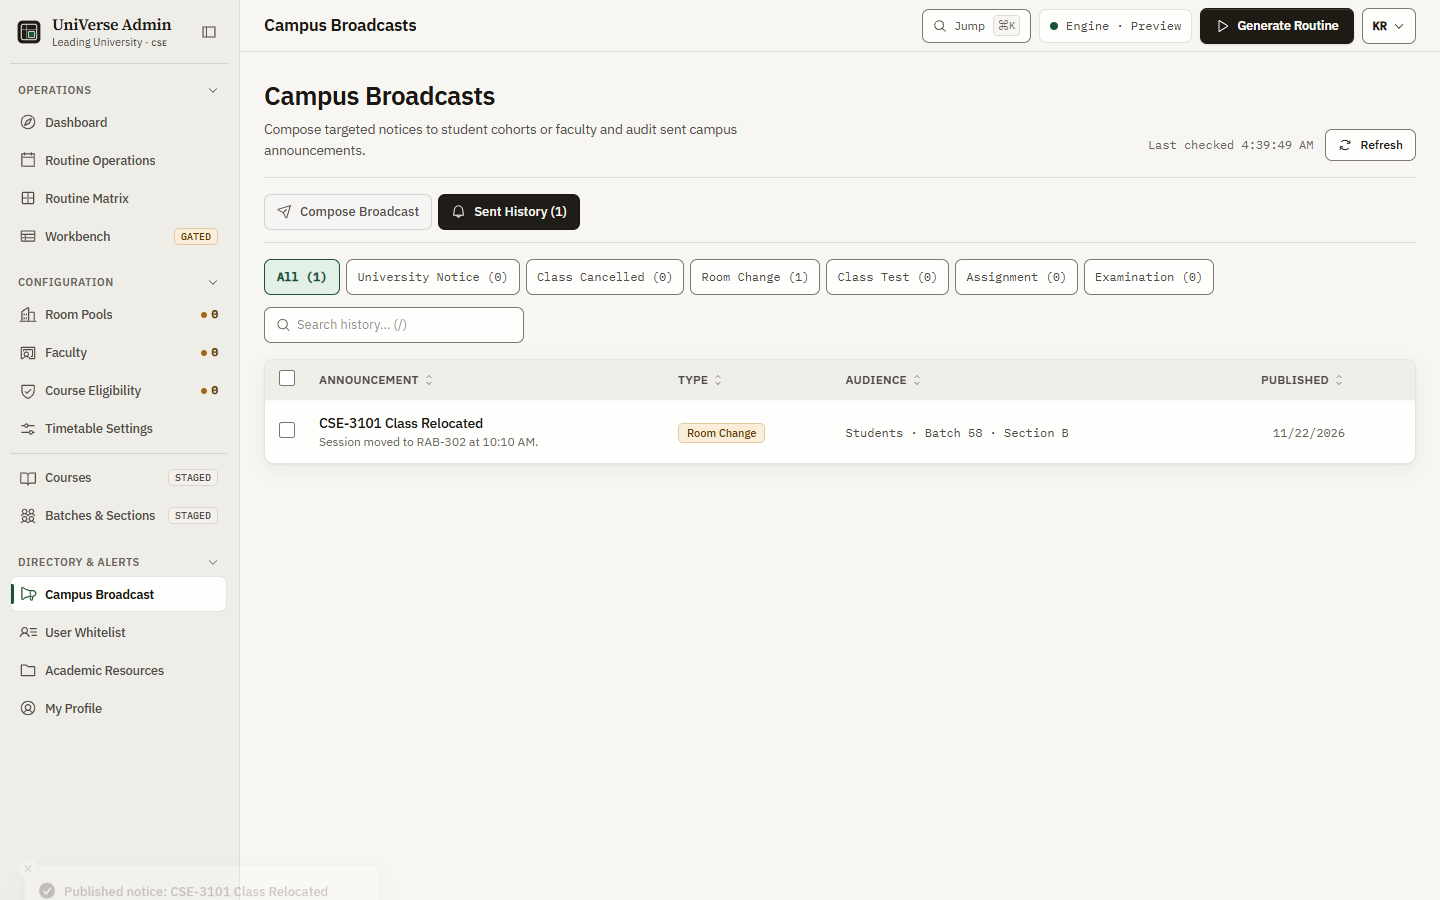 UniVerse Admin
Leading University · CSE
OPERATIONS
Dashboard
Routine Operations
Routine Matrix
Workbench GATED
CONFIGURATION
Room Pools 0
Faculty 0
Course Eligibility 0
Timetable Settings
Courses STAGED
Batches & Sections STAGED
DIRECTORY & ALERTS
Campus Broadcast
User Whitelist
Academic Resources
My Profile
Campus Broadcasts
Jump ⌘K
Engine · Preview
Generate Routine
KR
Campus Broadcasts
Compose targeted notices to student cohorts or faculty and audit sent campus
announcements.
Last checked 4:39:49 AM
Refresh
Compose Broadcast
Sent History (1)
All (1)
University Notice (0)
Class Cancelled (0)
Room Change (1)
Class Test (0)
Assignment (0)
Examination (0)
Search history... (/)
ANNOUNCEMENT TYPE AUDIENCE PUBLISHED
CSE-3101 Class Relocated
Session moved to RAB-302 at 10:10 AM.
Room Change
Students · Batch 58 · Section B
11/22/2026
Published notice: CSE-3101 Class Relocated